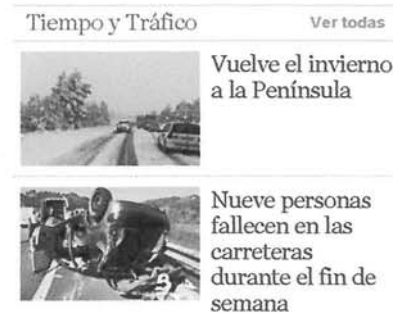 Tiempo y Tráfico
Ver todas
Vuelve el invierno
a la Península
Nueve personas
fallecen en las
carreteras
durante el fin de
semana